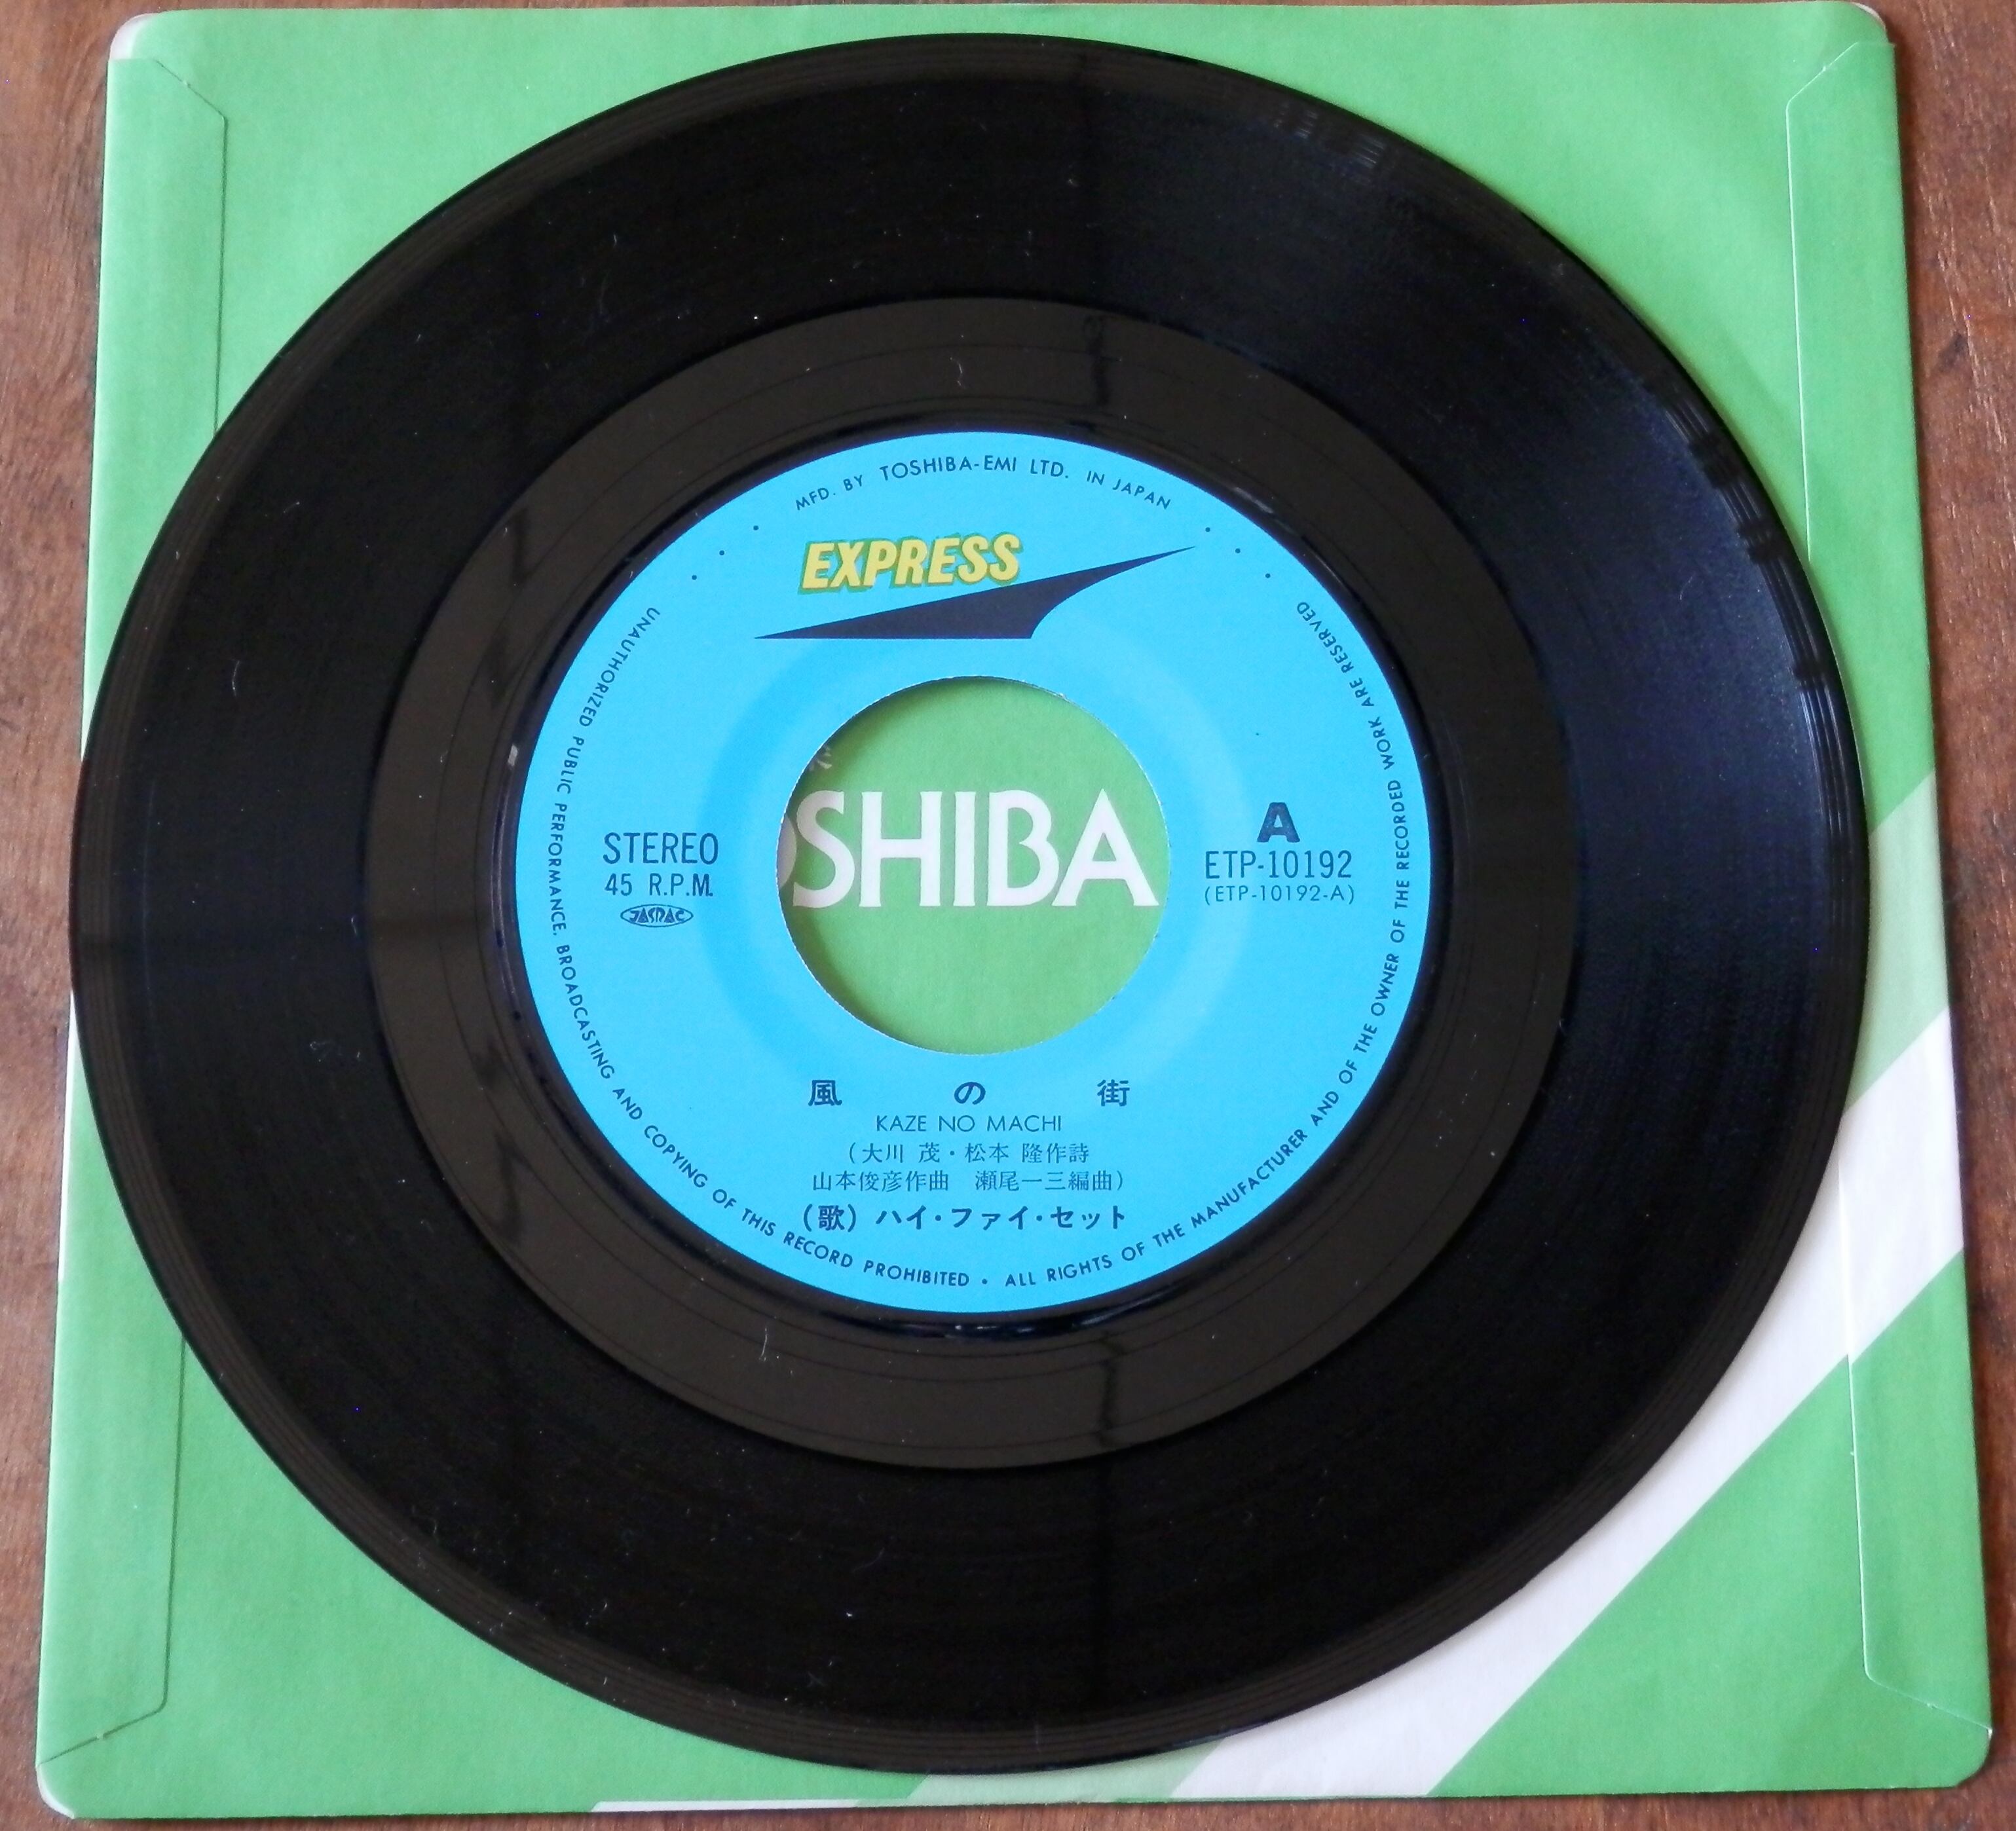 MFD. BY TOSHIBA-EMI LTD. IN JAPAN
EXPRESS
STEREO
45 R.P.M.
JASRAC
OSHIBA
A
ETP-10192
(ETP-10192-A)
風の街
KAZE NO MACHI
(大川 茂・松本 隆作詩
山本俊彦作曲 瀬尾一三編曲)
(歌) ハイ・ファイ・セット
UNAUTHORIZED PUBLIC PERFORMANCE, BROADCASTING AND COPYING OF THIS RECORD PROHIBITED • ALL RIGHTS OF THE MANUFACTURER AND OF THE OWNER OF THE RECORDED WORK ARE RESERVED